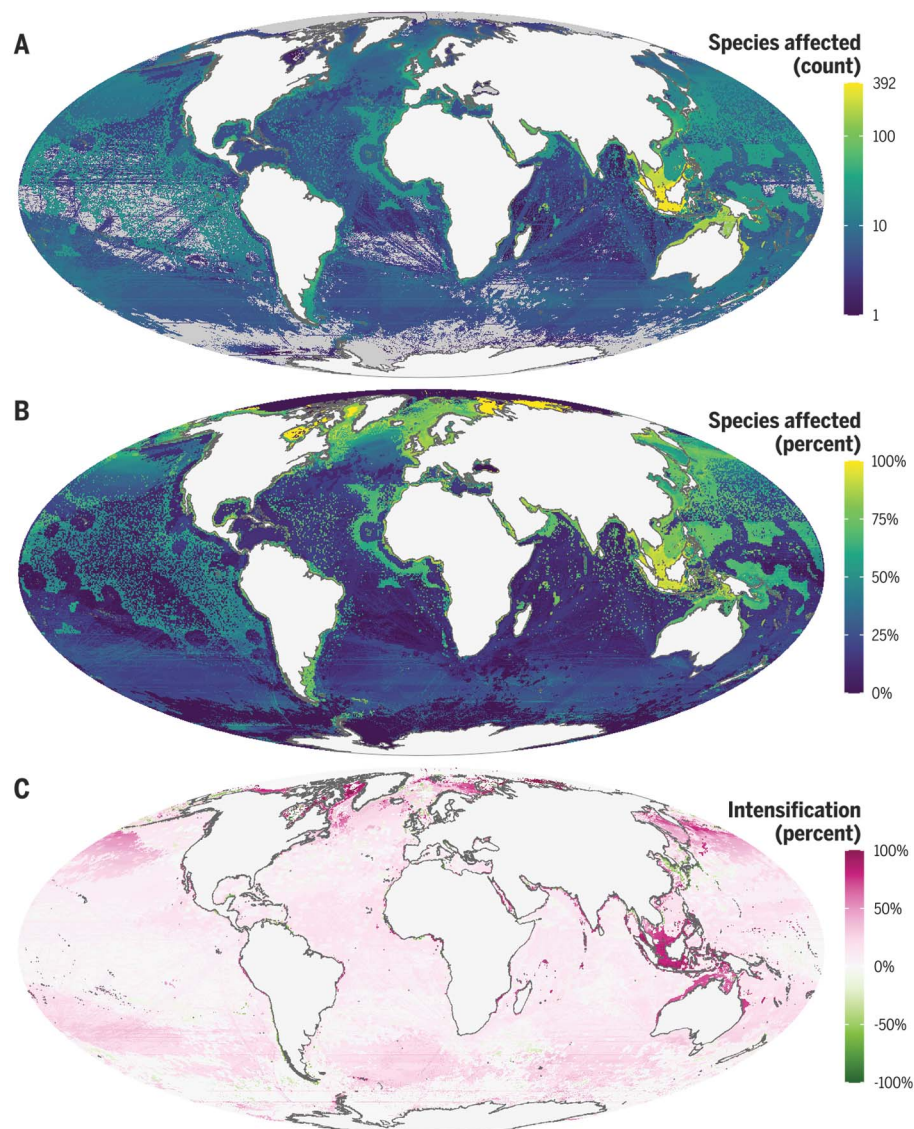 A
Species affected
(count)
392
100
10
1
B
Species affected
(percent)
100%
75%
50%
25%
0%
C
Intensification
(percent)
100%
50%
0%
-50%
-100%